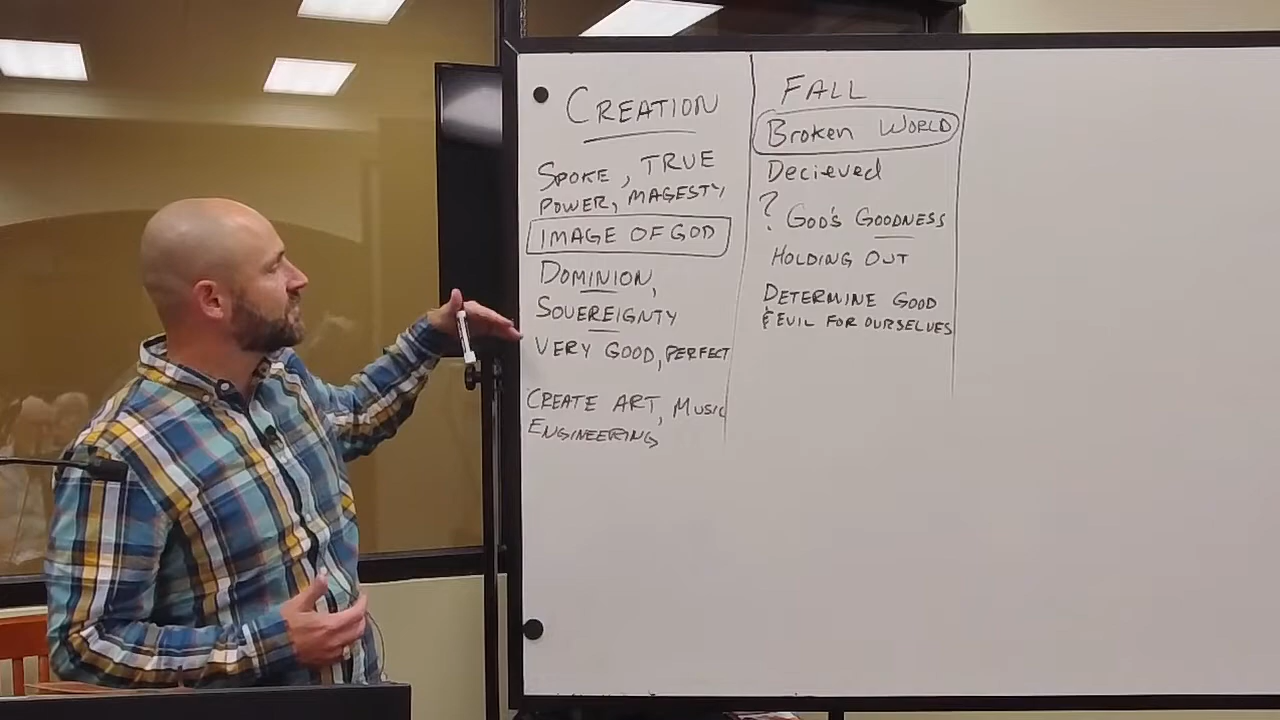 CREATION
SPOKE, TRUE
POWER, MAGESTY,
IMAGE OF GOD
DOMINION,
SOVEREIGNTY
VERY GOOD, PERFECT
CREATE ART, MUSIC
ENGINEERING
FALL
Broken WORLD
Decieved
? GOD'S GOODNESS
HOLDING OUT
DETERMINE GOOD
& EVIL FOR OURSELVES